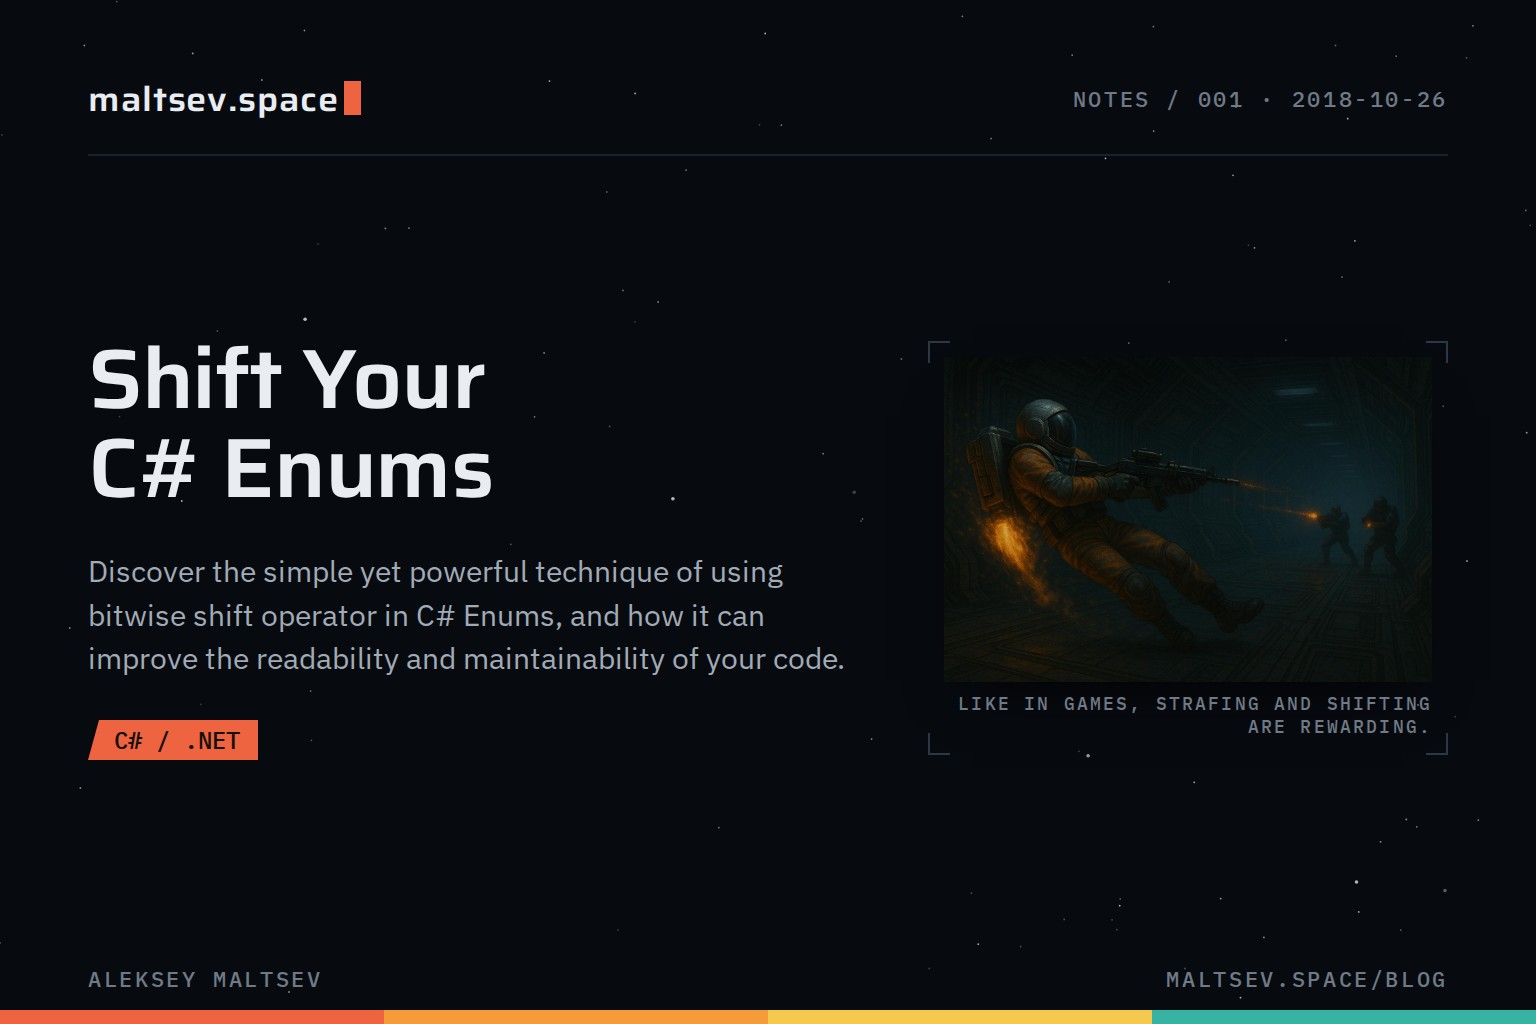 maltsev.space
NOTES / 001 • 2018-10-26
Shift Your
C# Enums
Discover the simple yet powerful technique of using
bitwise shift operator in C# Enums, and how it can
improve the readability and maintainability of your code.
C# / .NET
LIKE IN GAMES, STRAFING AND SHIFTING
ARE REWARDING.
ALEKSEY MALTSEV
MALTSEV.SPACE/BLOG